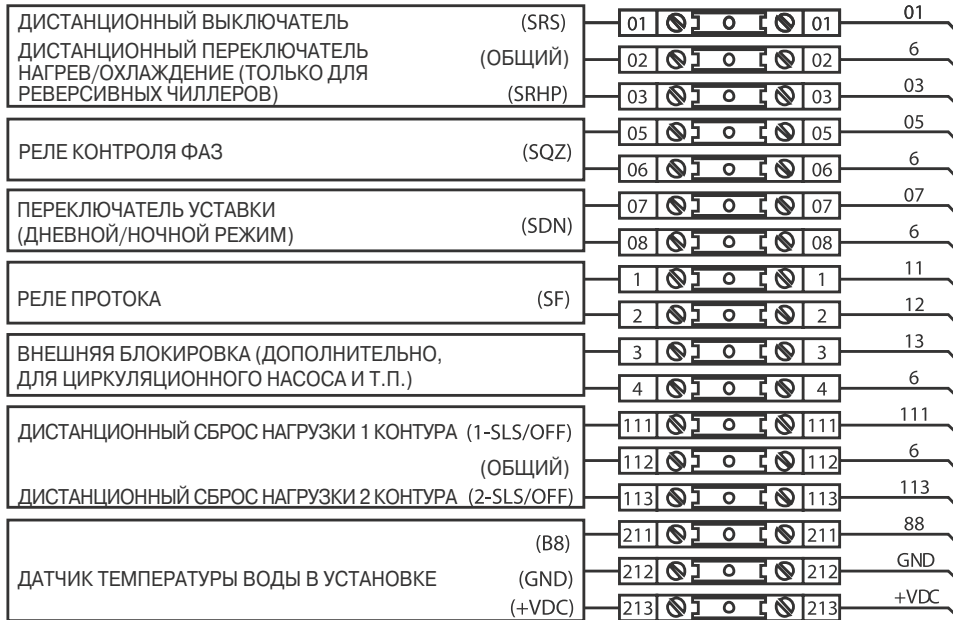 ДИСТАНЦИОННЫЙ ВЫКЛЮЧАТЕЛЬ (SRS) 01 01 01
ДИСТАНЦИОННЫЙ ПЕРЕКЛЮЧАТЕЛЬ (ОБЩИЙ) 02 02 6
НАГРЕВ/ОХЛАЖДЕНИЕ (ТОЛЬКО ДЛЯ
РЕВЕРСИВНЫХ ЧИЛЛЕРОВ) (SRHP) 03 03 03
05 05 05
РЕЛЕ КОНТРОЛЯ ФАЗ (SQZ)
06 06 6
ПЕРЕКЛЮЧАТЕЛЬ УСТАВКИ 07 07 07
(ДНЕВНОЙ/НОЧНОЙ РЕЖИМ) (SDN)
08 08 6
1 1 11
РЕЛЕ ПРОТОКА (SF)
2 2 12
ВНЕШНЯЯ БЛОКИРОВКА (ДОПОЛНИТЕЛЬНО, 3 3 13
ДЛЯ ЦИРКУЛЯЦИОННОГО НАСОСА И Т.П.) 4 4 6
ДИСТАНЦИОННЫЙ СБРОС НАГРУЗКИ 1 КОНТУРА (1-SLS/OFF) 111 111 111
(ОБЩИЙ) 112 112 6
ДИСТАНЦИОННЫЙ СБРОС НАГРУЗКИ 2 КОНТУРА (2-SLS/OFF) 113 113 113
(B8) 211 211 88
ДАТЧИК ТЕМПЕРАТУРЫ ВОДЫ В УСТАНОВКЕ (GND) 212 212 GND
(+VDC) 213 213 +VDC